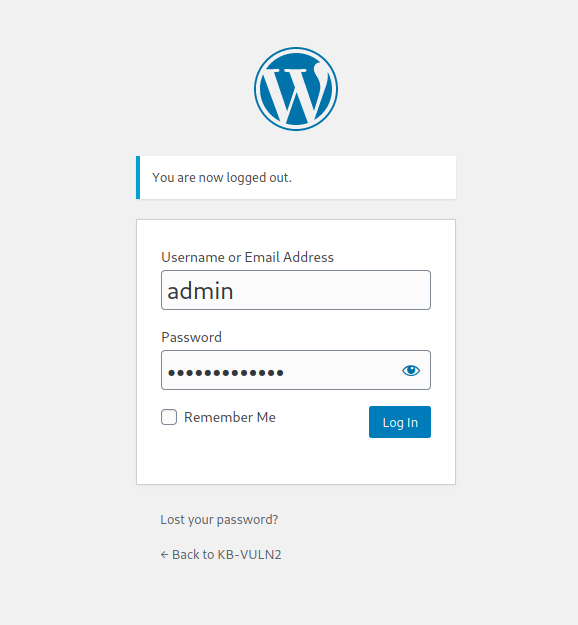 You are now logged out.
Username or Email Address
admin
Password
•••••••••••••
Remember Me
Log In
Lost your password?
← Back to KB-VULN2